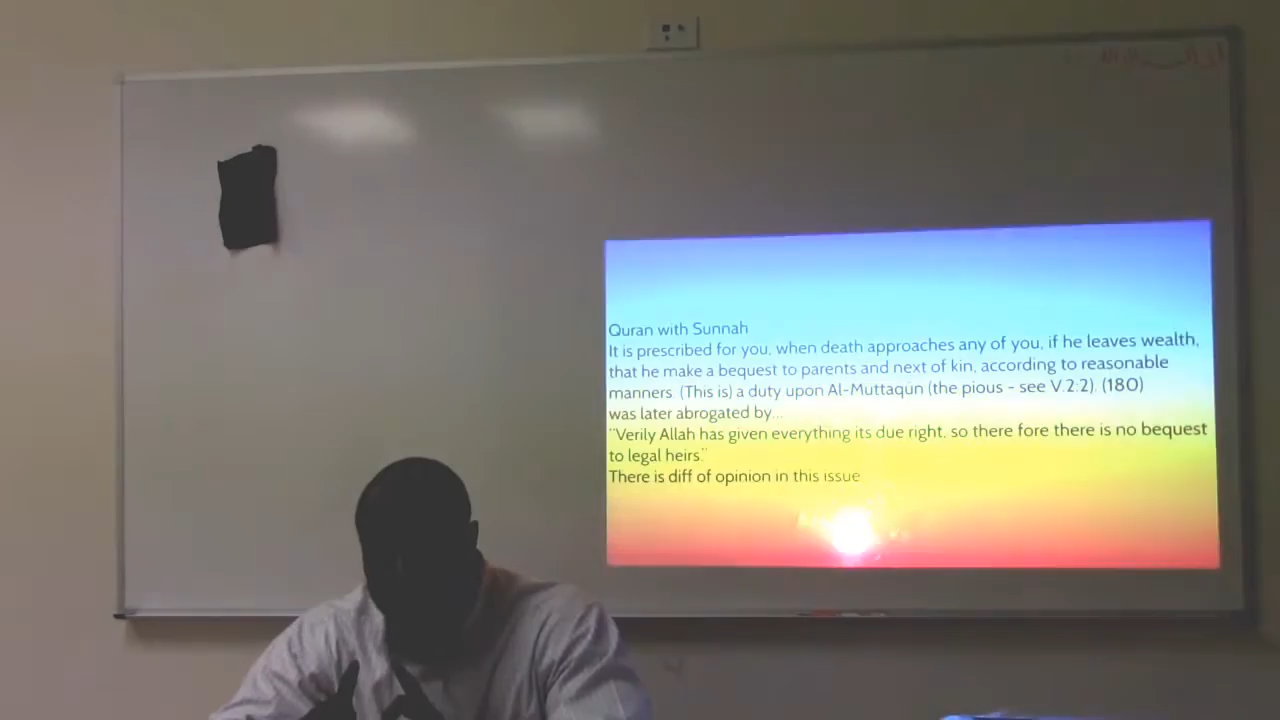 Quran with Sunnah
It is prescribed for you, when death approaches any of you, if he leaves wealth,
that he make a bequest to parents and next of kin, according to reasonable
manners. (This is) a duty upon Al-Muttaqûn (the pious - see V.2:2). (180)
was later abrogated by...
"Verily Allah has given everything its due right, so there fore there is no bequest
to legal heirs."
There is diff of opinion in this issue